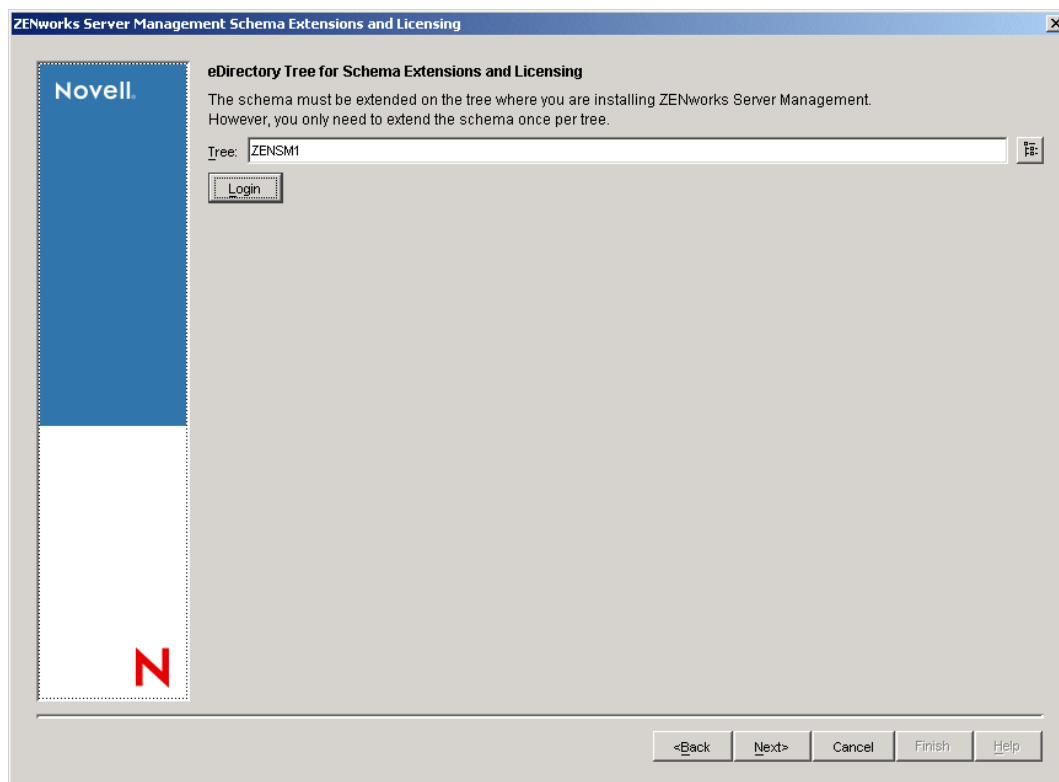 ZENworks Server Management Schema Extensions and Licensing
Novell.
eDirectory Tree for Schema Extensions and Licensing
The schema must be extended on the tree where you are installing ZENworks Server Management.
However, you only need to extend the schema once per tree.
Tree: ZENSM1
Login
N
<Back Next> Cancel Finish Help